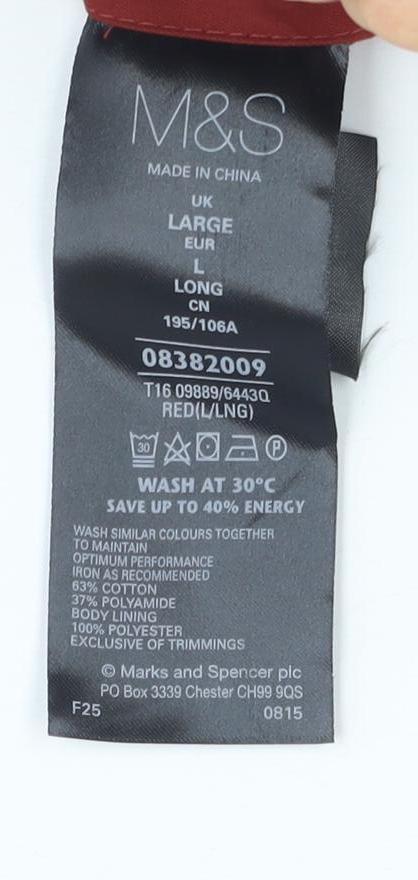 M&S
MADE IN CHINA
UK
LARGE
EUR
L
LONG
CN
195/106A
08382009
T16 09889/6443Q
RED(L/LNG)
30 P
WASH AT 30°C
SAVE UP TO 40% ENERGY
WASH SIMILAR COLOURS TOGETHER
TO MAINTAIN
OPTIMUM PERFORMANCE
IRON AS RECOMMENDED
63% COTTON
37% POLYAMIDE
BODY LINING
100% POLYESTER
EXCLUSIVE OF TRIMMINGS
© Marks and Spencer plc
PO Box 3339 Chester CH99 9QS
F25 0815